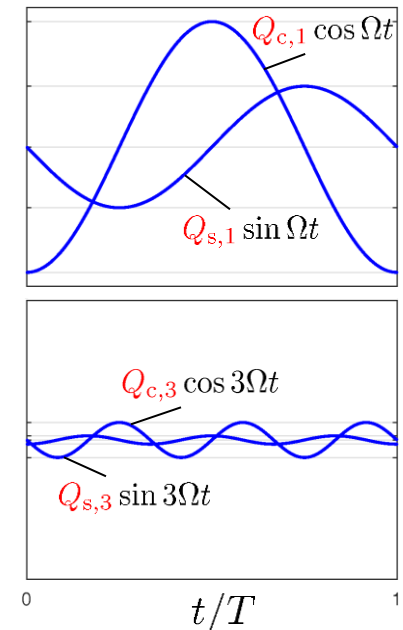 Q_{c,1} cos Ωt
Q_{s,1} sin Ωt
Q_{c,3} cos 3Ωt
Q_{s,3} sin 3Ωt
0 1
t/T